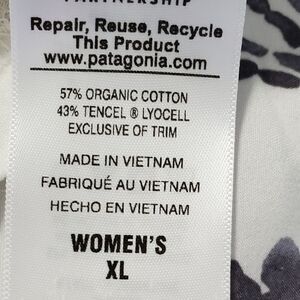 PARTNERSHIP
Repair, Reuse, Recycle
This Product
www.patagonia.com
57% ORGANIC COTTON
43% TENCEL ® LYOCELL
EXCLUSIVE OF TRIM
MADE IN VIETNAM
FABRIQUÉ AU VIETNAM
HECHO EN VIETNAM
WOMEN'S
XL